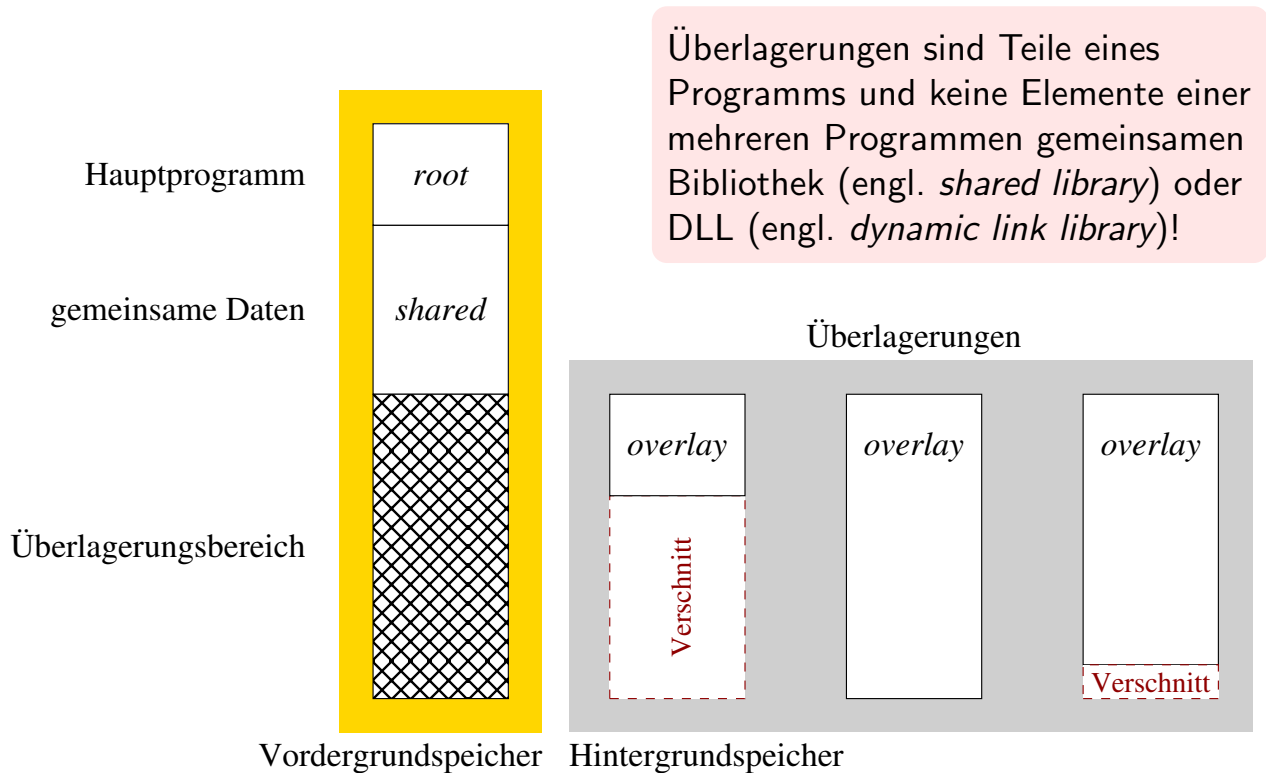 Überlagerungen sind Teile eines
Programms und keine Elemente einer
mehreren Programmen gemeinsamen
Bibliothek (engl. shared library) oder
DLL (engl. dynamic link library)!
Hauptprogramm
root
gemeinsame Daten
shared
Überlagerungsbereich
Überlagerungen
overlay
overlay
overlay
Verschnitt
Verschnitt
Vordergrundspeicher
Hintergrundspeicher